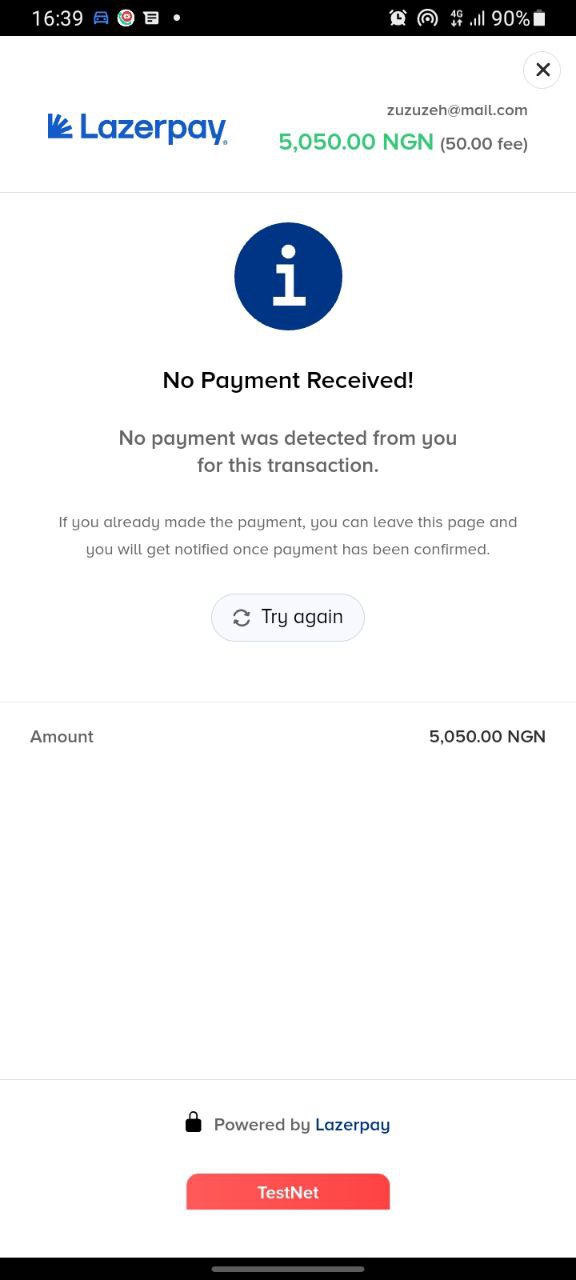 16:39
4G 90%
zuzuzeh@mail.com
Lazerpay
5,050.00 NGN (50.00 fee)
No Payment Received!
No payment was detected from you
for this transaction.
If you already made the payment, you can leave this page and
you will get notified once payment has been confirmed.
Try again
Amount 5,050.00 NGN
Powered by Lazerpay
TestNet